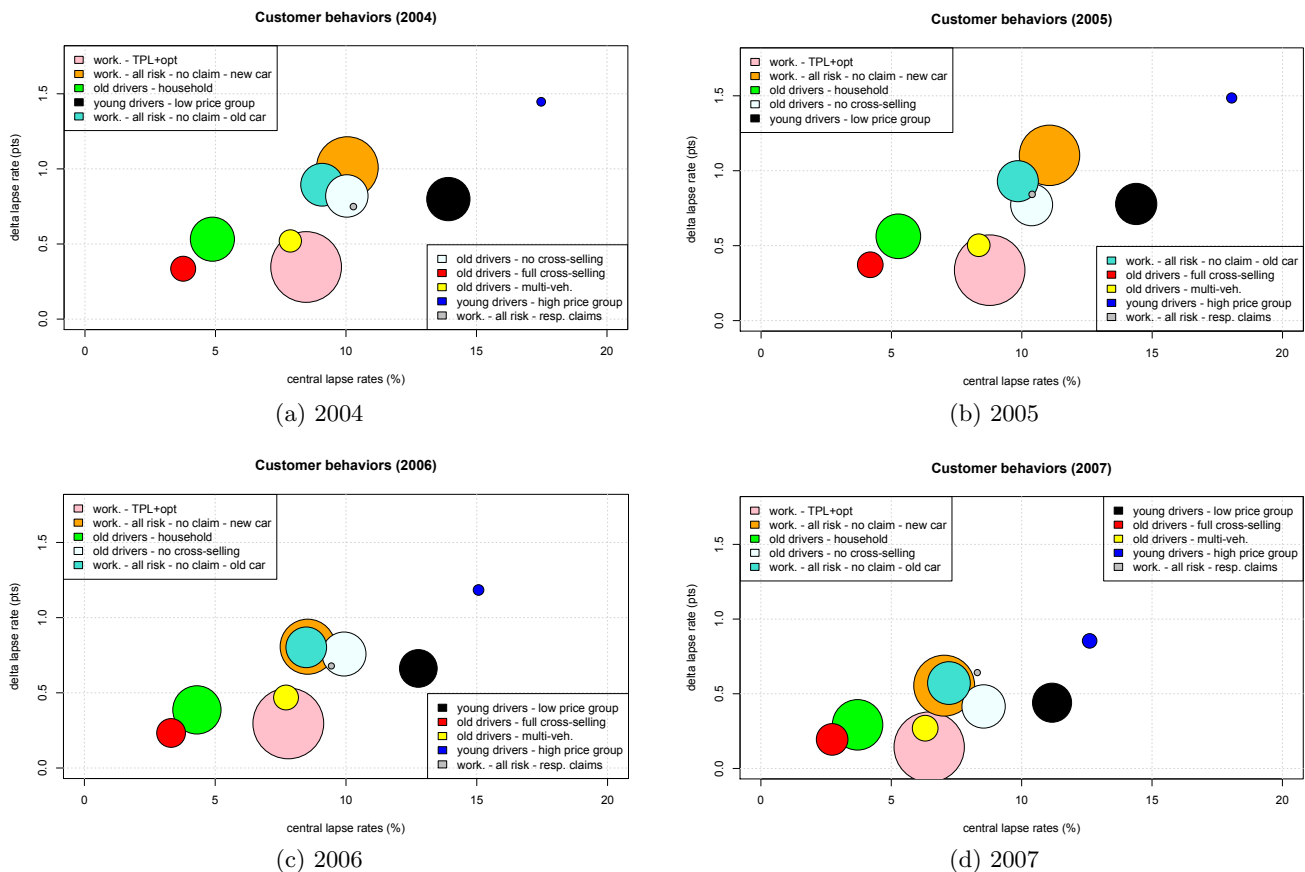 Customer behaviors (2004)
work. - TPL+opt
work. - all risk - no claim - new car
old drivers - household
young drivers - low price group
work. - all risk - no claim - old car
old drivers - no cross-selling
old drivers - full cross-selling
old drivers - multi-veh.
young drivers - high price group
work. - all risk - resp. claims
delta lapse rate (pts)
0.0
0.5
1.0
1.5
0
5
10
15
20
central lapse rates (%)
(a) 2004
Customer behaviors (2005)
work. - TPL+opt
work. - all risk - no claim - new car
old drivers - household
old drivers - no cross-selling
young drivers - low price group
work. - all risk - no claim - old car
old drivers - full cross-selling
old drivers - multi-veh.
young drivers - high price group
work. - all risk - resp. claims
delta lapse rate (pts)
0.0
0.5
1.0
1.5
0
5
10
15
20
central lapse rates (%)
(b) 2005
Customer behaviors (2006)
work. - TPL+opt
work. - all risk - no claim - new car
old drivers - household
old drivers - no cross-selling
work. - all risk - no claim - old car
young drivers - low price group
old drivers - full cross-selling
old drivers - multi-veh.
young drivers - high price group
work. - all risk - resp. claims
delta lapse rate (pts)
0.0
0.5
1.0
1.5
0
5
10
15
20
central lapse rates (%)
(c) 2006
Customer behaviors (2007)
work. - TPL+opt
work. - all risk - no claim - new car
old drivers - household
old drivers - no cross-selling
work. - all risk - no claim - old car
young drivers - low price group
old drivers - full cross-selling
old drivers - multi-veh.
young drivers - high price group
work. - all risk - resp. claims
delta lapse rate (pts)
0.0
0.5
1.0
1.5
0
5
10
15
20
central lapse rates (%)
(d) 2007